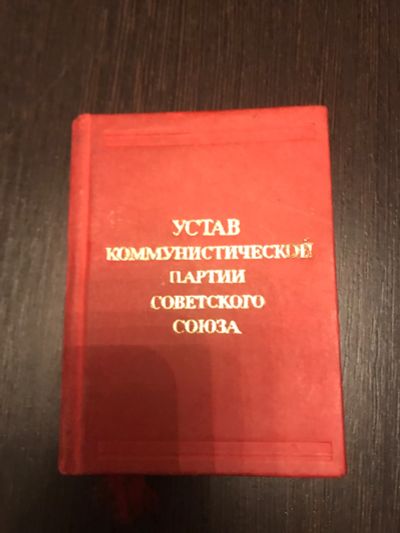 УСТАВ
КОММУНИСТИЧЕСКОЙ
ПАРТИИ
СОВЕТСКОГО
СОЮЗА